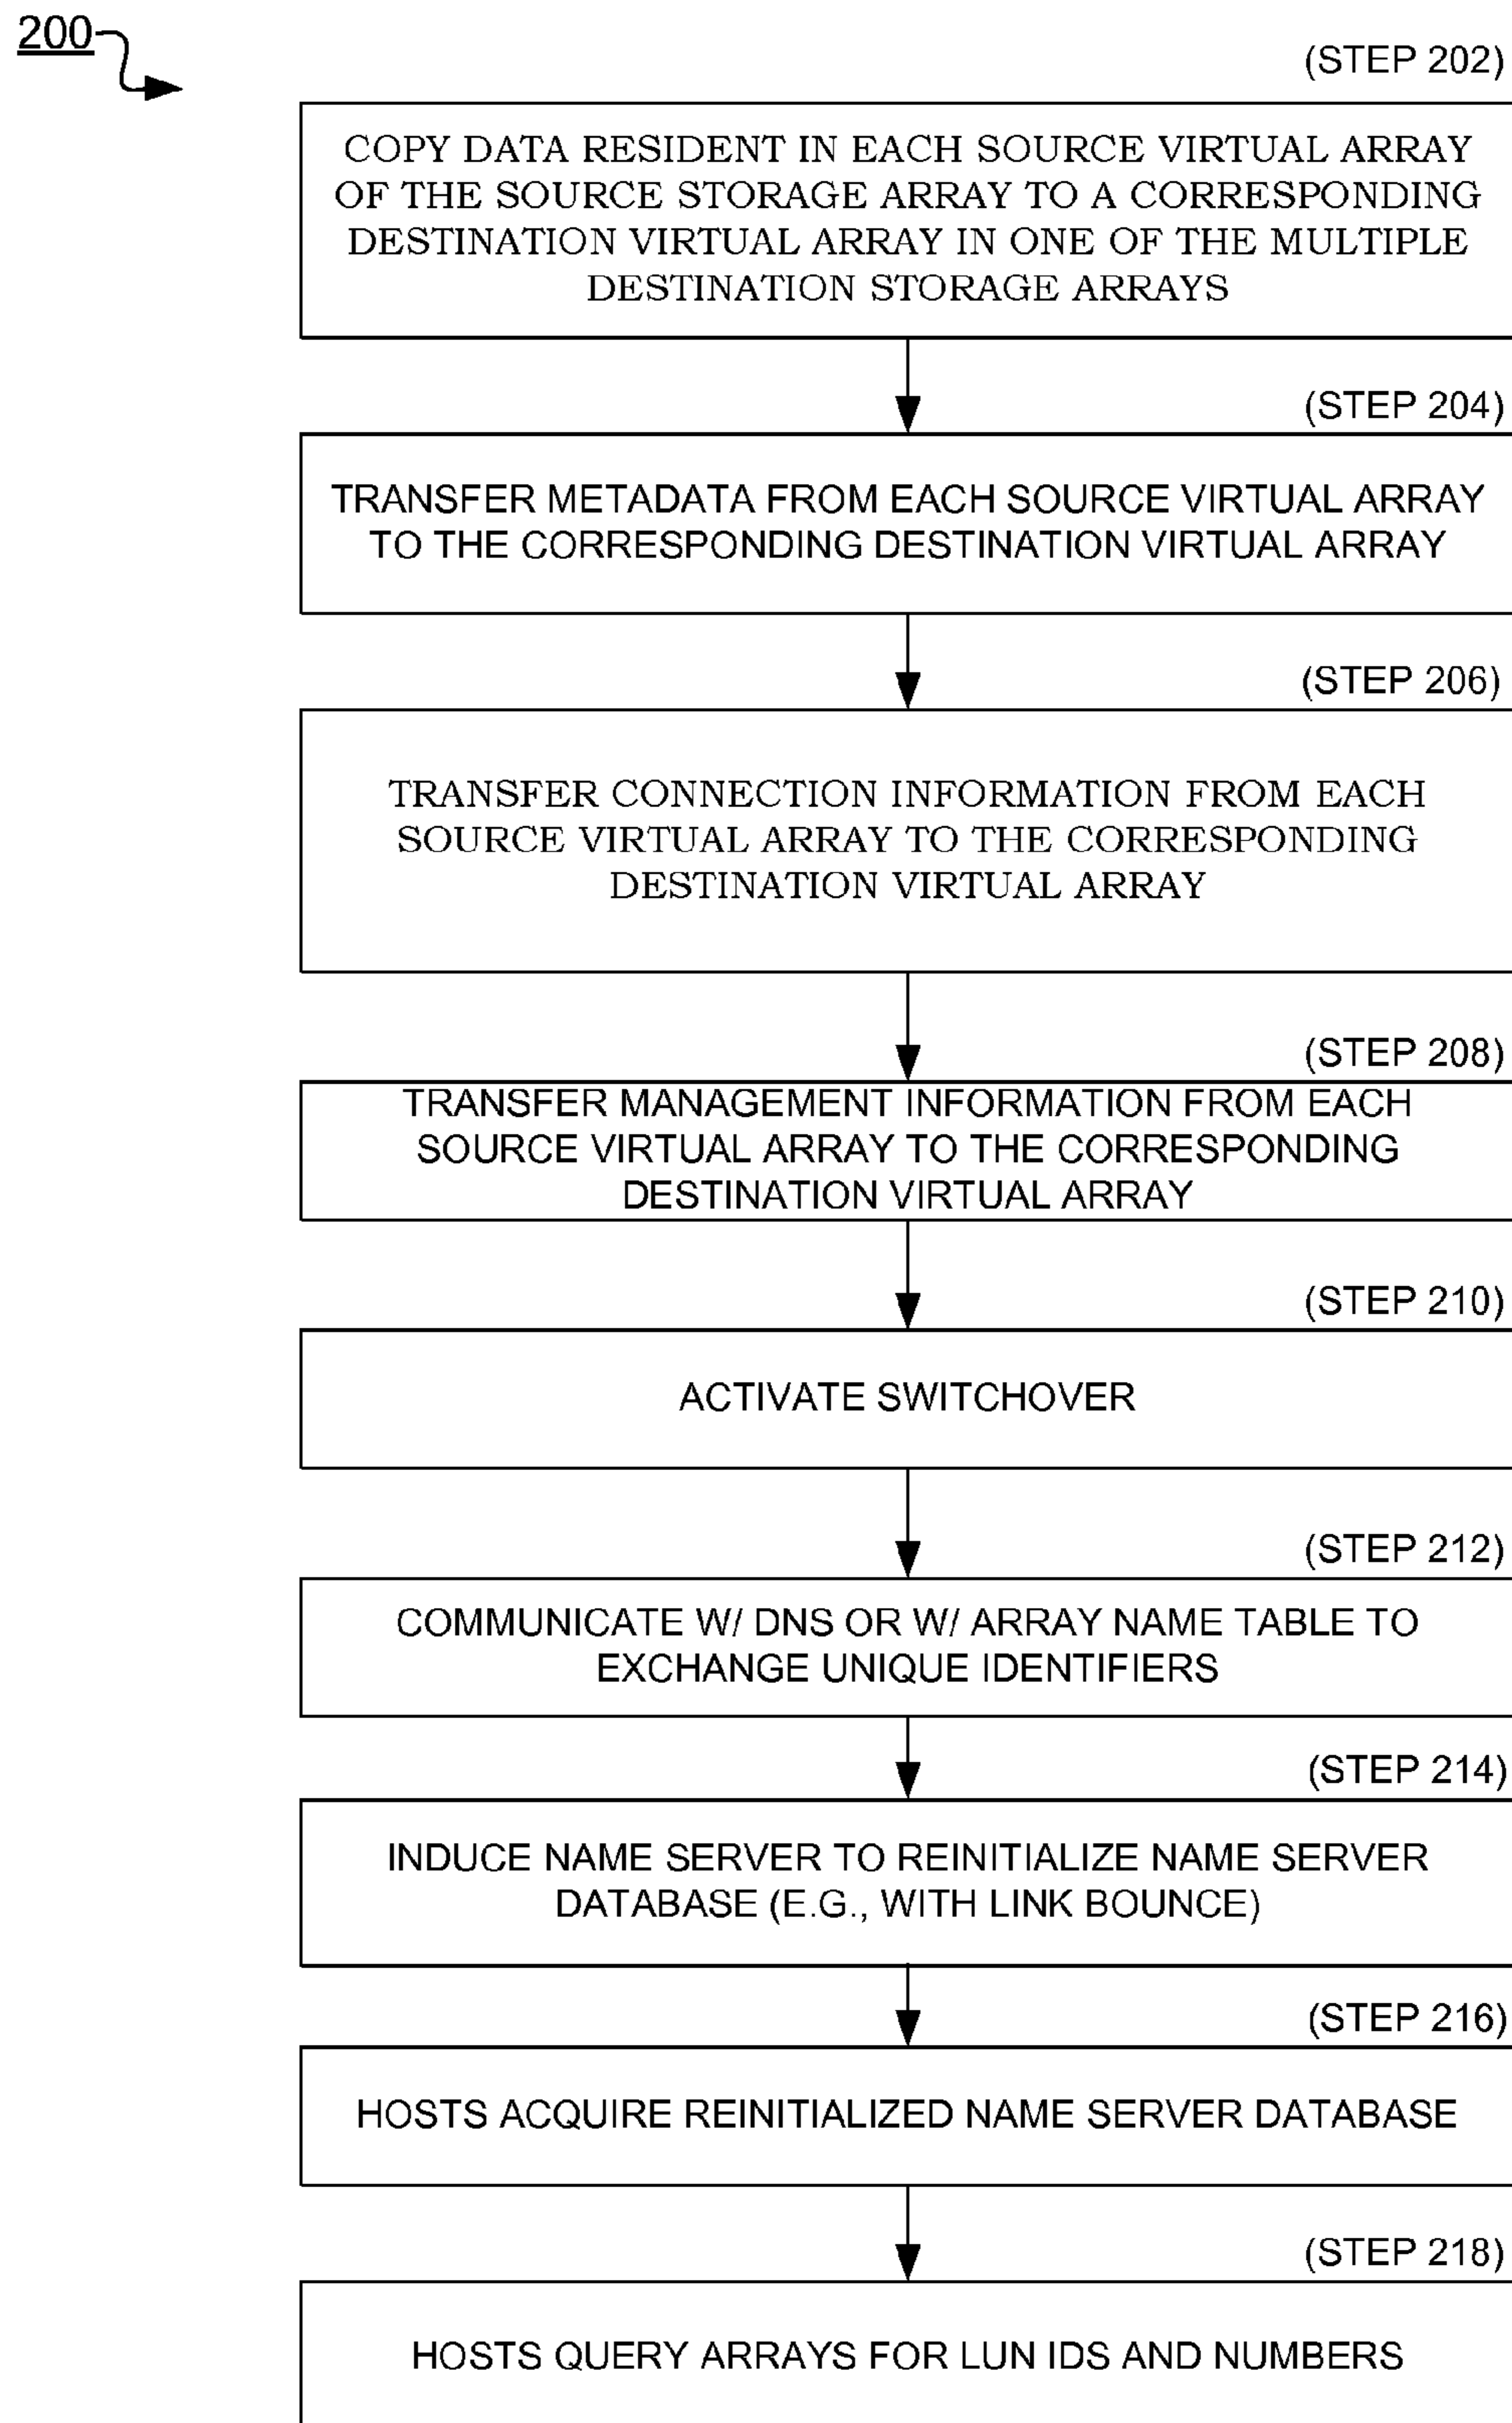 200
(STEP 202)
COPY DATA RESIDENT IN EACH SOURCE VIRTUAL ARRAY
OF THE SOURCE STORAGE ARRAY TO A CORRESPONDING
DESTINATION VIRTUAL ARRAY IN ONE OF THE MULTIPLE
DESTINATION STORAGE ARRAYS
(STEP 204)
TRANSFER METADATA FROM EACH SOURCE VIRTUAL ARRAY
TO THE CORRESPONDING DESTINATION VIRTUAL ARRAY
(STEP 206)
TRANSFER CONNECTION INFORMATION FROM EACH
SOURCE VIRTUAL ARRAY TO THE CORRESPONDING
DESTINATION VIRTUAL ARRAY
(STEP 208)
TRANSFER MANAGEMENT INFORMATION FROM EACH
SOURCE VIRTUAL ARRAY TO THE CORRESPONDING
DESTINATION VIRTUAL ARRAY
(STEP 210)
ACTIVATE SWITCHOVER
(STEP 212)
COMMUNICATE W/ DNS OR W/ ARRAY NAME TABLE TO
EXCHANGE UNIQUE IDENTIFIERS
(STEP 214)
INDUCE NAME SERVER TO REINITIALIZE NAME SERVER
DATABASE (E.G., WITH LINK BOUNCE)
(STEP 216)
HOSTS ACQUIRE REINITIALIZED NAME SERVER DATABASE
(STEP 218)
HOSTS QUERY ARRAYS FOR LUN IDS AND NUMBERS